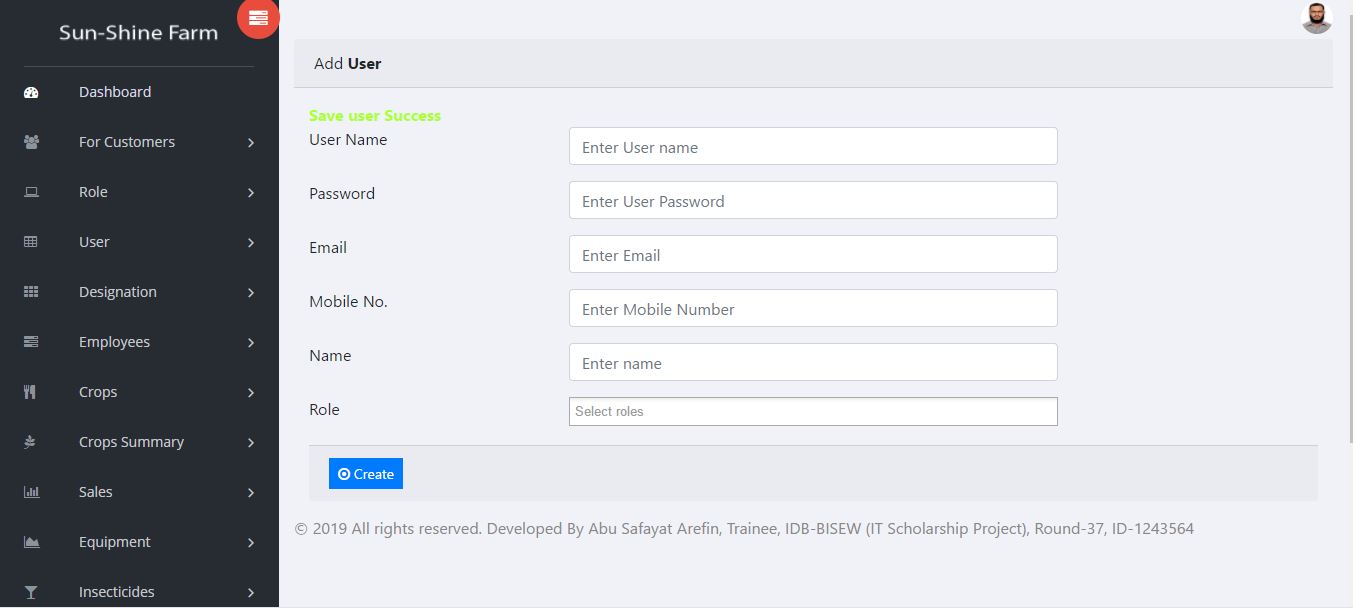 Sun-Shine Farm
Dashboard
For Customers
Role
User
Designation
Employees
Crops
Crops Summary
Sales
Equipment
Insecticides
Add User
Save user Success
User Name
Enter User name
Password
Enter User Password
Email
Enter Email
Mobile No.
Enter Mobile Number
Name
Enter name
Role
Select roles
Create
© 2019 All rights reserved. Developed By Abu Safayat Arefin, Trainee, IDB-BISEW (IT Scholarship Project), Round-37, ID-1243564